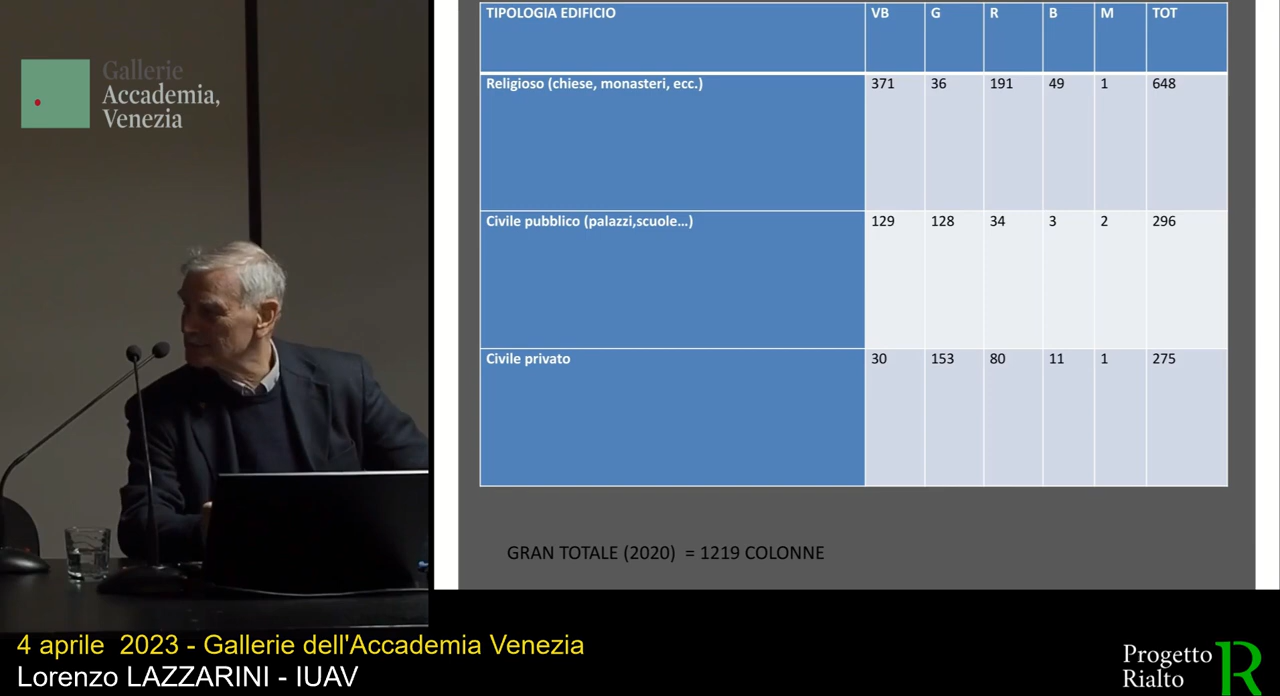 Gallerie
Accademia,
Venezia
TIPOLOGIA EDIFICIO VB G R B M TOT
Religioso (chiese, monasteri, ecc.) 371 36 191 49 1 648
Civile pubblico (palazzi,scuole...) 129 128 34 3 2 296
Civile privato 30 153 80 11 1 275
GRAN TOTALE (2020) = 1219 COLONNE
4 aprile 2023 - Gallerie dell'Accademia Venezia
Lorenzo LAZZARINI - IUAV
Progetto
Rialto
R